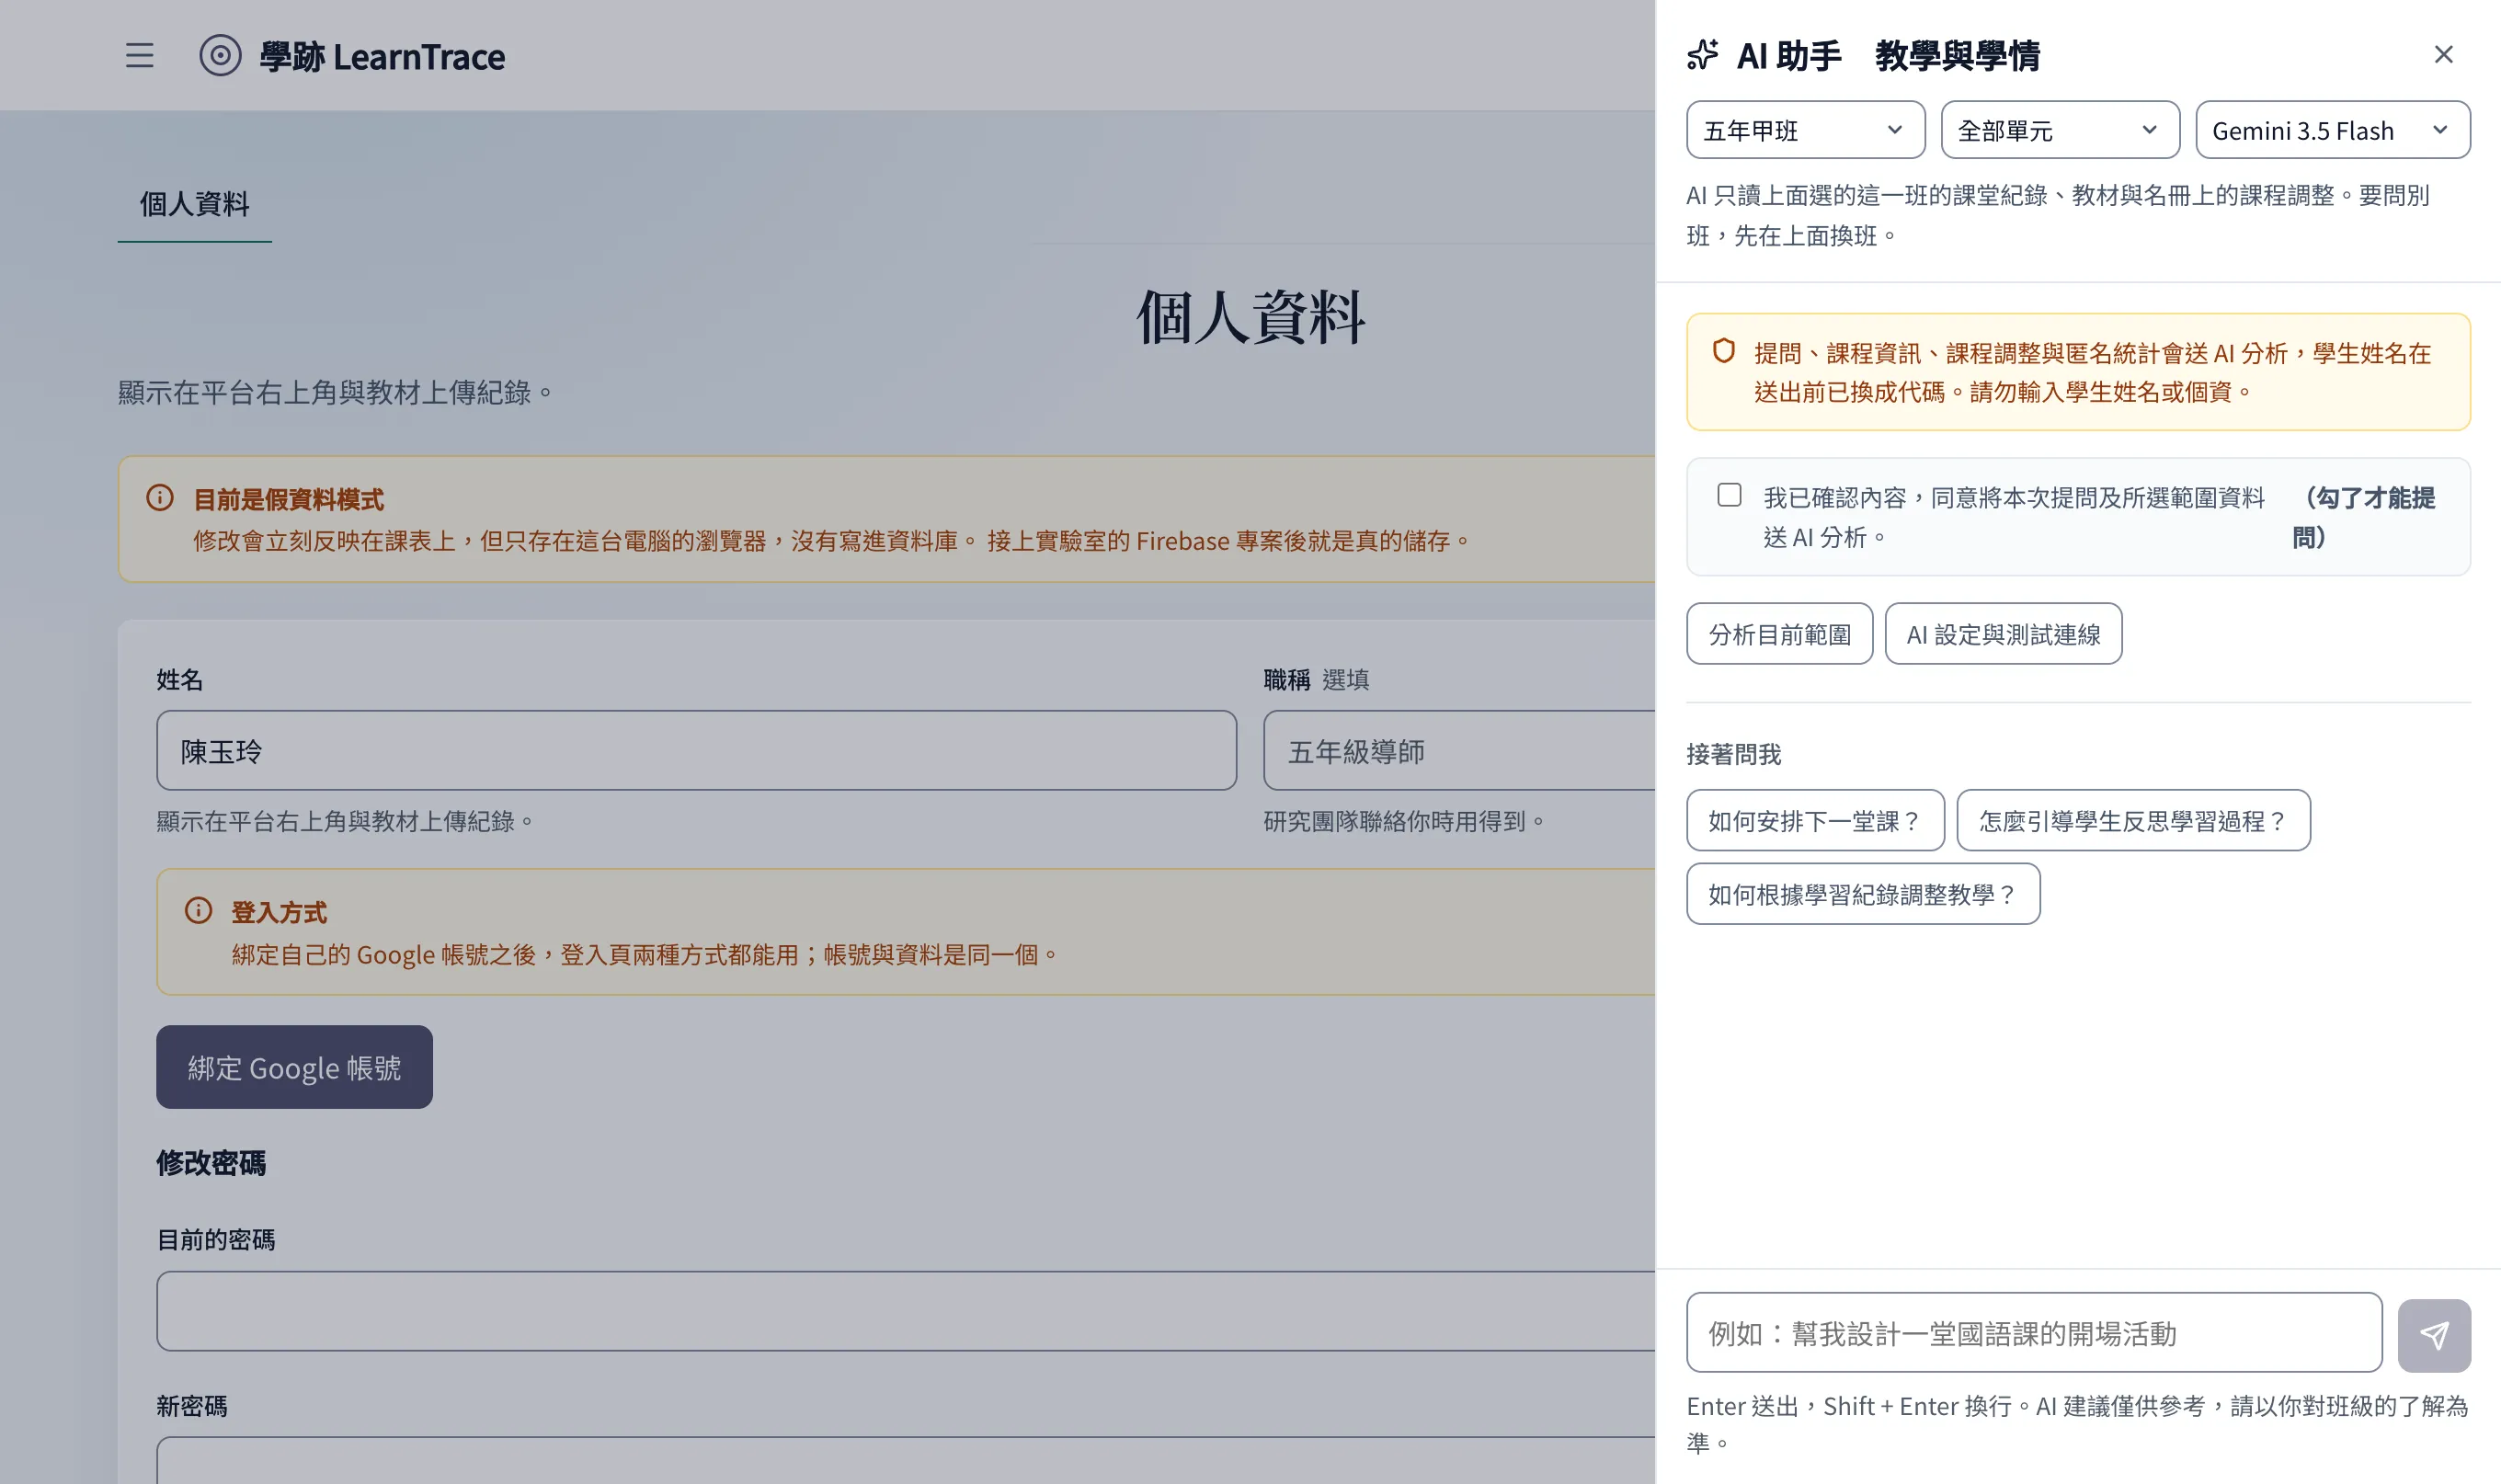 學跡 LearnTrace
個人資料
個人資料
顯示在平台右上角與教材上傳紀錄。
目前是假資料模式
修改會立刻反映在課表上，但只存在這台電腦的瀏覽器，沒有寫進資料庫。 接上實驗室的 Firebase 專案後就是真的儲存。
姓名
陳玉玲
顯示在平台右上角與教材上傳紀錄。
職稱 選填
五年級導師
研究團隊聯絡你時用得到。
登入方式
綁定自己的 Google 帳號之後，登入頁兩種方式都能用；帳號與資料是同一個。
綁定 Google 帳號
修改密碼
目前的密碼
新密碼
AI 助手 教學與學情
五年甲班
全部單元
Gemini 3.5 Flash
AI 只讀上面選的這一班的課堂紀錄、教材與名冊上的課程調整。要問別
班，先在上面換班。
提問、課程資訊、課程調整與匿名統計會送 AI 分析，學生姓名在
送出前已換成代碼。請勿輸入學生姓名或個資。
我已確認內容，同意將本次提問及所選範圍資料
送 AI 分析。
（勾了才能提
問）
分析目前範圍
AI 設定與測試連線
接著問我
如何安排下一堂課？
怎麼引導學生反思學習過程？
如何根據學習紀錄調整教學？
例如：幫我設計一堂國語課的開場活動
Enter 送出，Shift + Enter 換行。AI 建議僅供參考，請以你對班級的了解為
準。